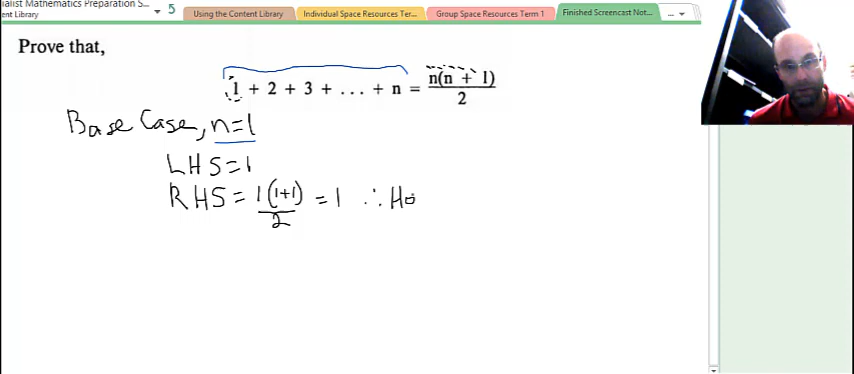 ialist Mathematics Preparation S...
ent Library
5
Using the Content Library
Individual Space Resources Ter...
Group Space Resources Term 1
Finished Screencast Not...
...
Prove that,
1 + 2 + 3 + . . . + n = n(n + 1) / 2
Base Case, n=1
LHS=1
RHS = 1(1+1) / 2 = 1 ∴ Ho